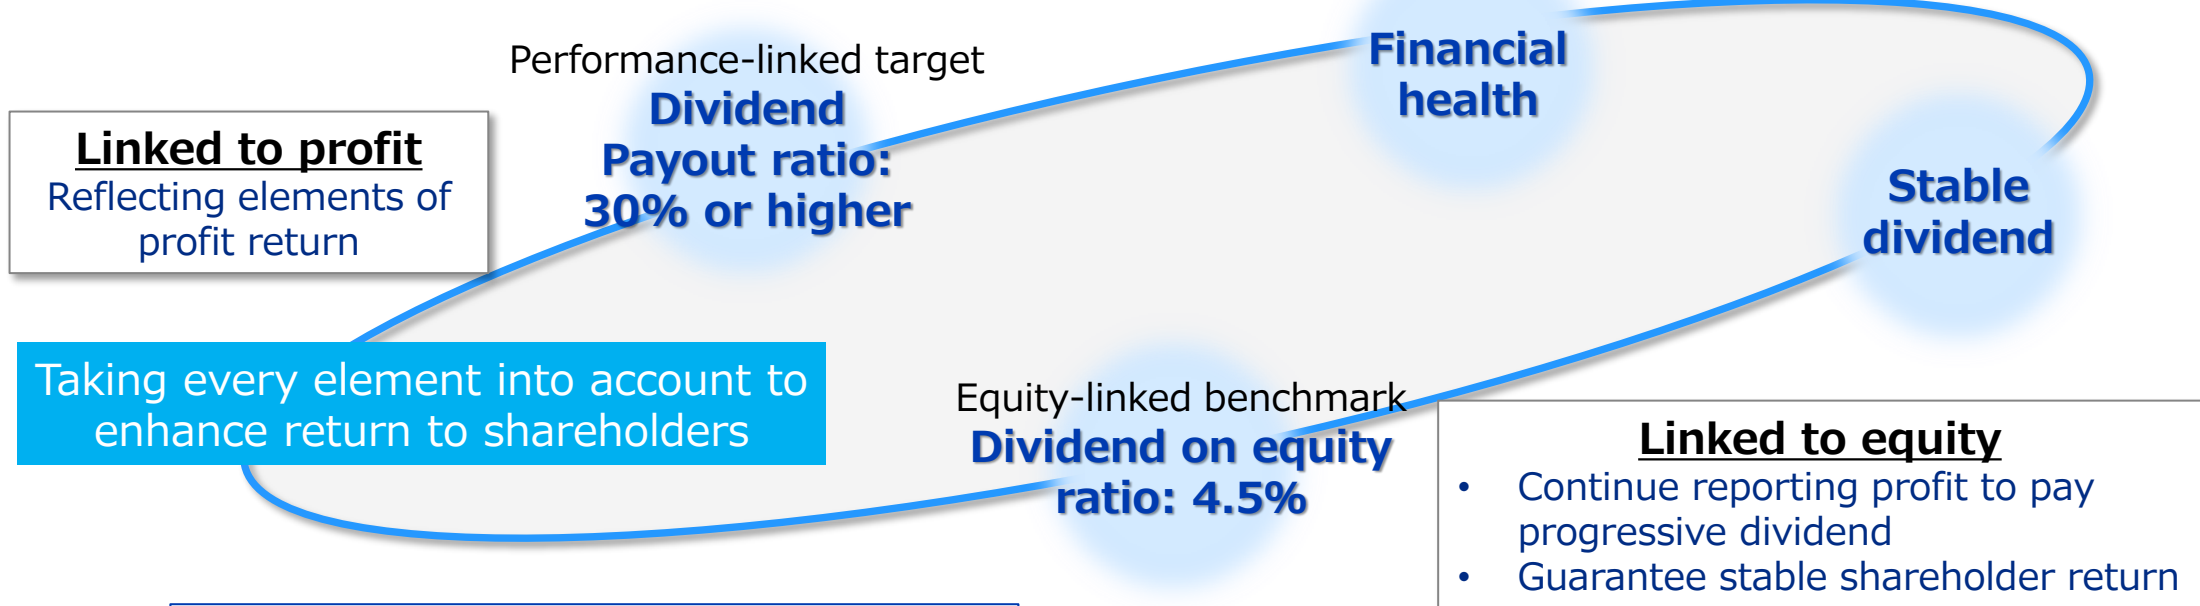 Performance-linked target
Dividend
Payout ratio:
30% or higher
Financial
health
Stable
dividend
Linked to profit
Reflecting elements of
profit return
Taking every element into account to
enhance return to shareholders
Equity-linked benchmark
Dividend on equity
ratio: 4.5%
Linked to equity
• Continue reporting profit to pay
progressive dividend
• Guarantee stable shareholder return